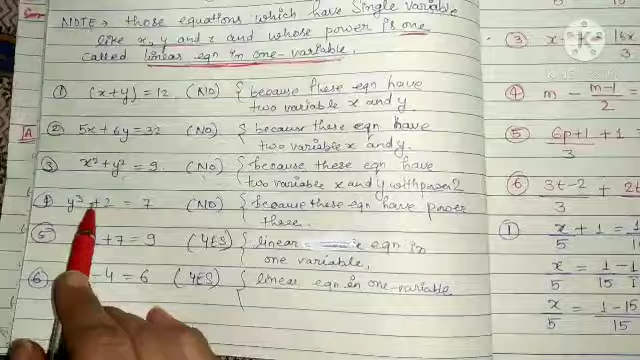 NOTE → those equations which have single variable
like x, y and z and whose power is one
called linear eqn in one-variable.
① (x+y) = 12 (NO) { because these eqn have
two variable x and y
② 5x + 6y = 32 (NO) { because these eqn have
two variable x and y.
③ x² + y² = 9. (NO) { because these eqn have
two variable x and y with power 2
④ y³ + 2 = 7 (NO) { because these eqn have power
three.
⑤ + 7 = 9 (YES) { linear eqn in
one variable.
⑥ - 4 = 6 (YES) { linear eqn in one-variable
A
K
③ x
16x
3
④ m - m-1
2 =
⑤ 6p+1 + 1
3
⑥ 3t-2 +
3
① x + 1 = 1
5 15
x = 1 - 1
5 15
x = 1-15
5 15